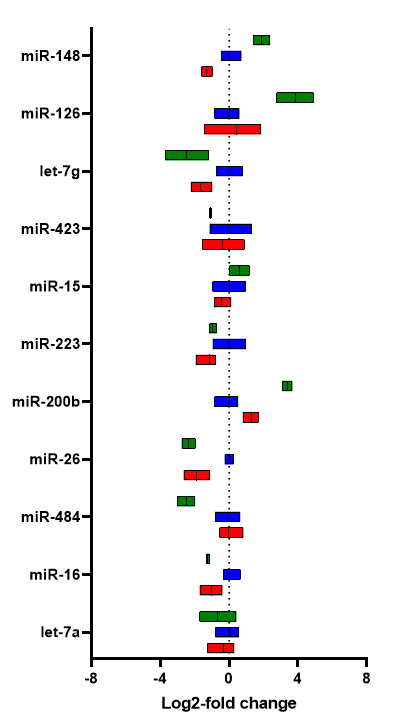 miR-148
miR-126
let-7g
miR-423
miR-15
miR-223
miR-200b
miR-26
miR-484
miR-16
let-7a
-8 -4 0 4 8
Log2-fold change